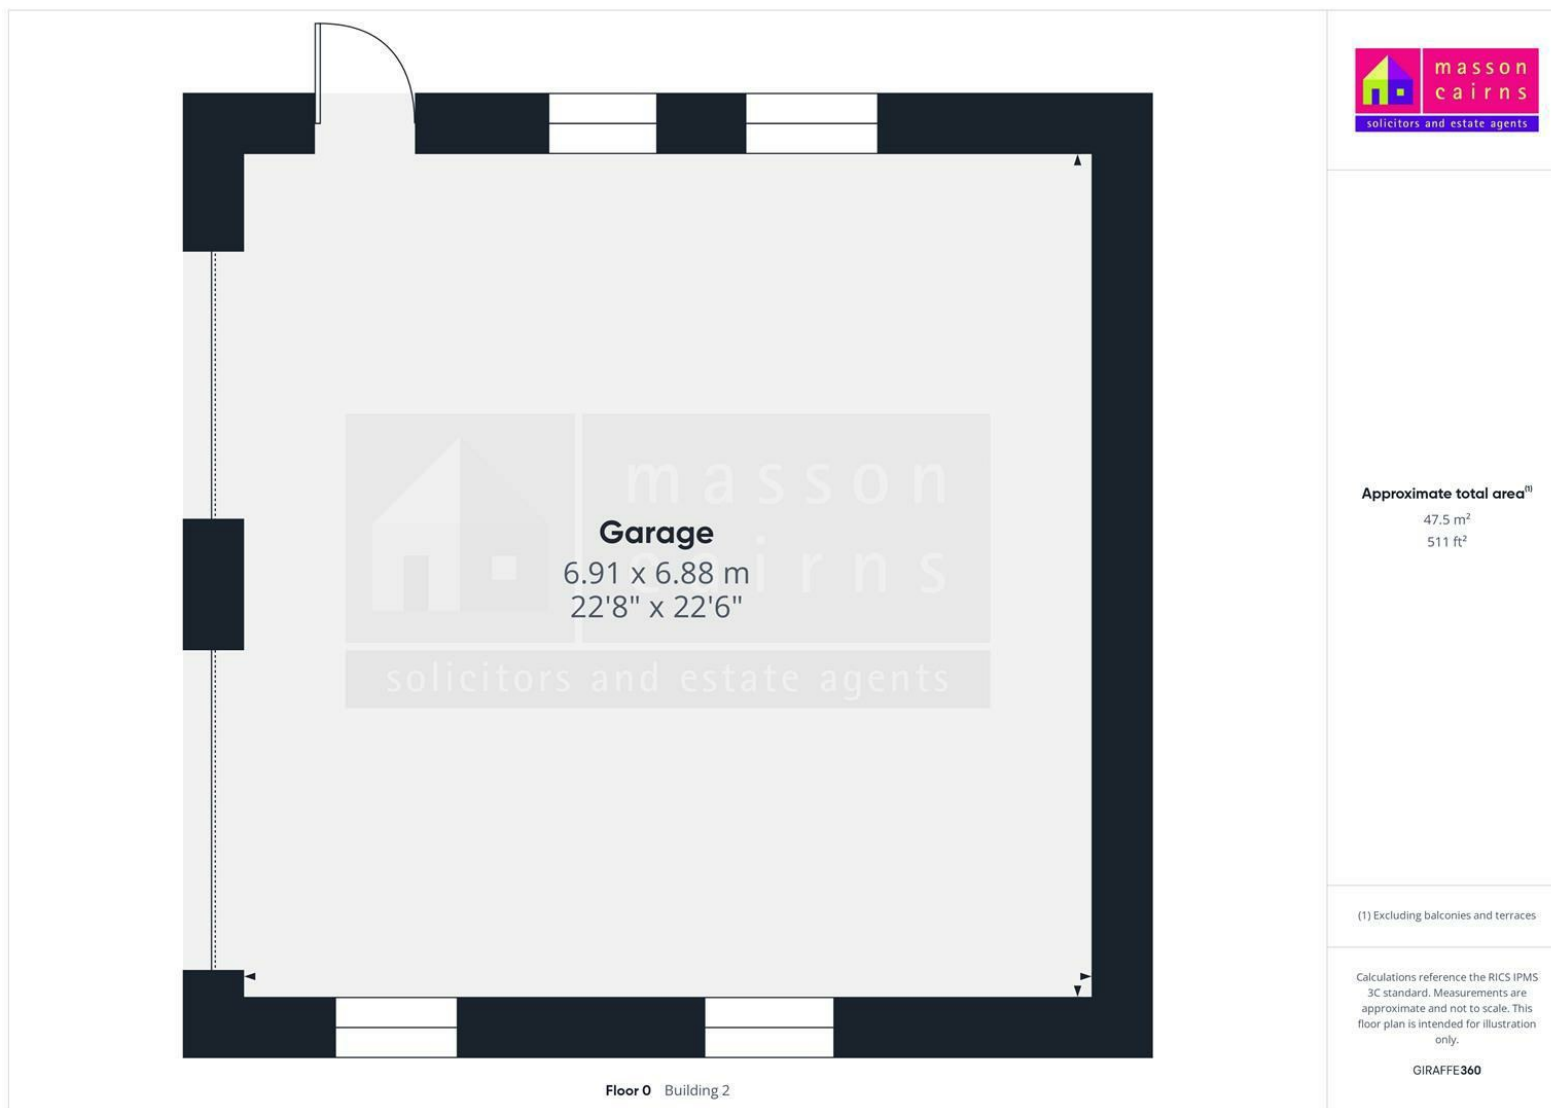 masson
cairns
solicitors and estate agents
masson
cairns
solicitors and estate agents
Garage
6.91 x 6.88 m
22'8" x 22'6"
Approximate total area(1)
47.5 m²
511 ft²
(1) Excluding balconies and terraces
Calculations reference the RICS IPMS
3C standard. Measurements are
approximate and not to scale. This
floor plan is intended for illustration
only.
GIRAFFE360
Floor 0 Building 2